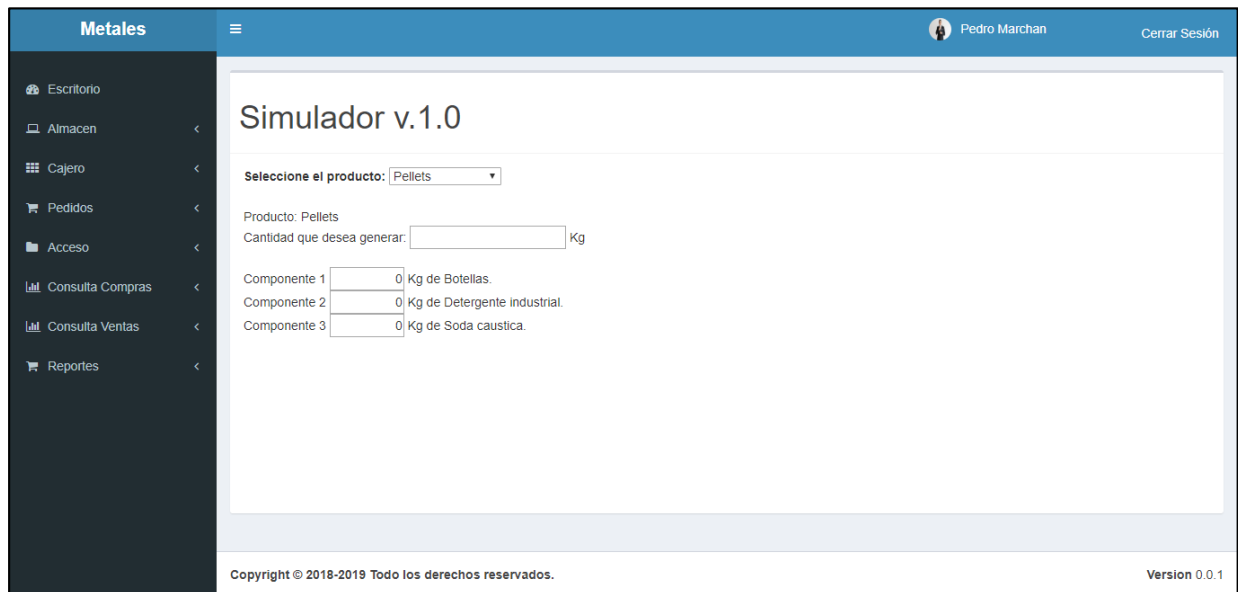 Metales
Pedro Marchan
Cerrar Sesión
Escritorio
Almacen
Cajero
Pedidos
Acceso
Consulta Compras
Consulta Ventas
Reportes
Simulador v.1.0
Seleccione el producto: Pellets
Producto: Pellets
Cantidad que desea generar: Kg
Componente 1 0 Kg de Botellas.
Componente 2 0 Kg de Detergente industrial.
Componente 3 0 Kg de Soda caustica.
Copyright © 2018-2019 Todo los derechos reservados.
Version 0.0.1